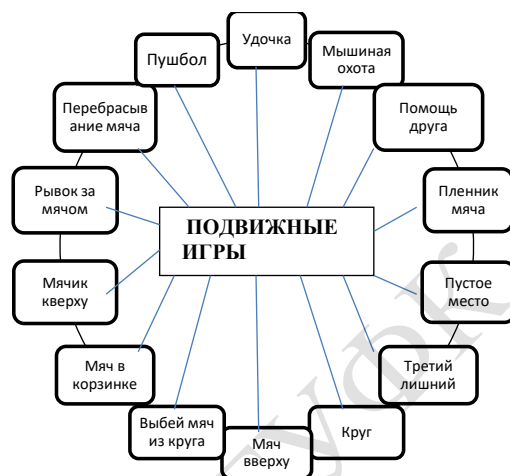 Удочка
Мышиная
охота
Помощь
друга
Пленник
мяча
Пустое
место
Третий
лишний
Круг
Мяч
вверху
Выбей мяч
из круга
Мяч в
корзинке
Мячик
кверху
Рывок за
мячом
Перебрасыв
ание мяча
Пушбол
ПОДВИЖНЫЕ
ИГРЫ